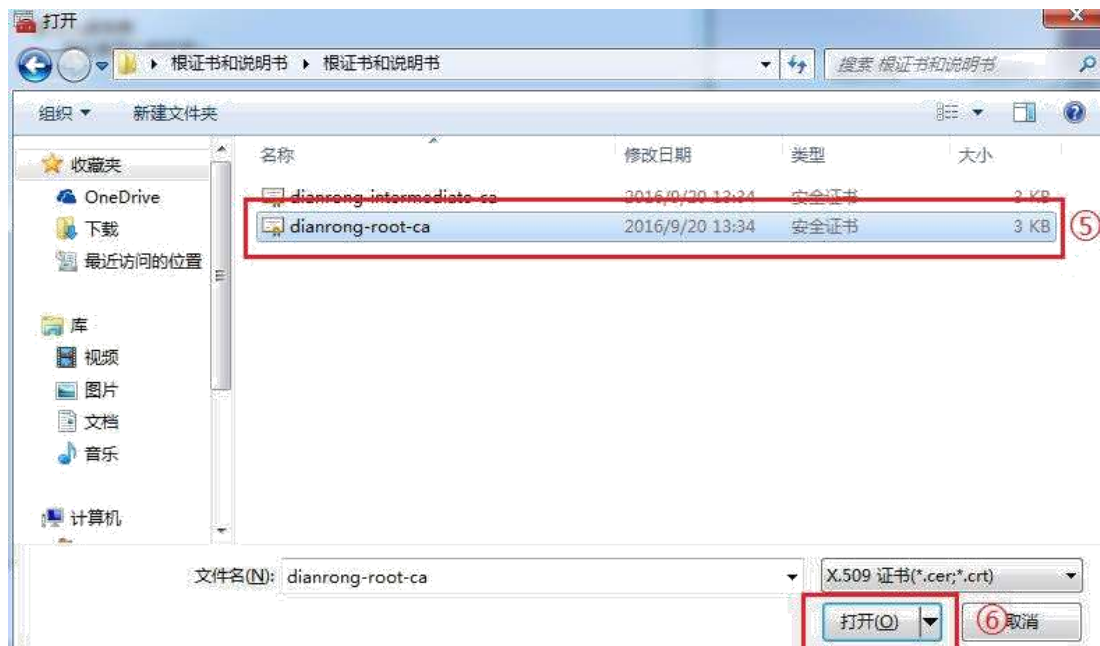 打开
根证书和说明书 ▸ 根证书和说明书
搜索 根证书和说明书
组织 新建文件夹
名称 修改日期 类型 大小
收藏夹
OneDrive
下载
最近访问的位置
库
视频
图片
文档
音乐
计算机
dianrong-intermediate-ca 2016/9/20 13:34 安全证书 3 KB
dianrong-root-ca 2016/9/20 13:34 安全证书 3 KB ⑤
文件名(N): dianrong-root-ca X.509 证书(*.cer;*.crt)
打开(O) ⑥ 取消